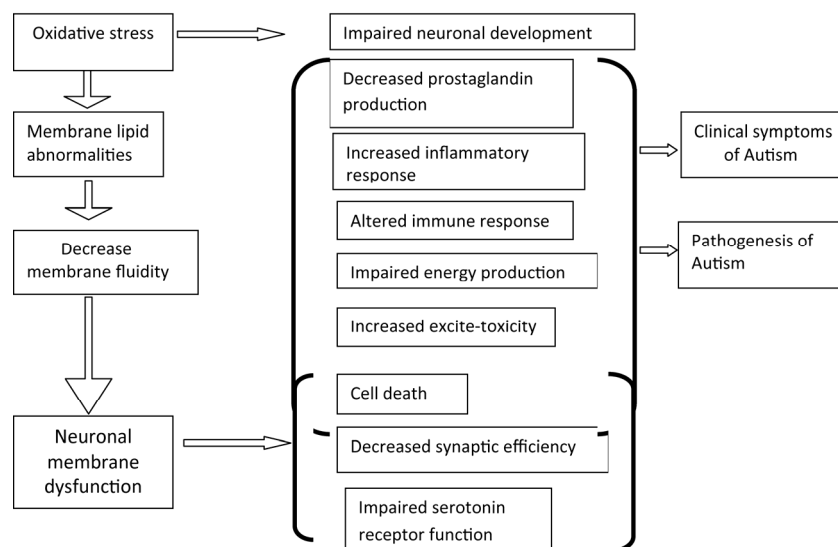 Oxidative stress
Impaired neuronal development
Decreased prostaglandin
production
Membrane lipid
abnormalities
Increased inflammatory
response
Clinical symptoms
of Autism
Altered immune response
Decrease
membrane fluidity
Impaired energy production
Pathogenesis of
Autism
Increased excite-toxicity
Cell death
Neuronal
membrane
dysfunction
Decreased synaptic efficiency
Impaired serotonin
receptor function